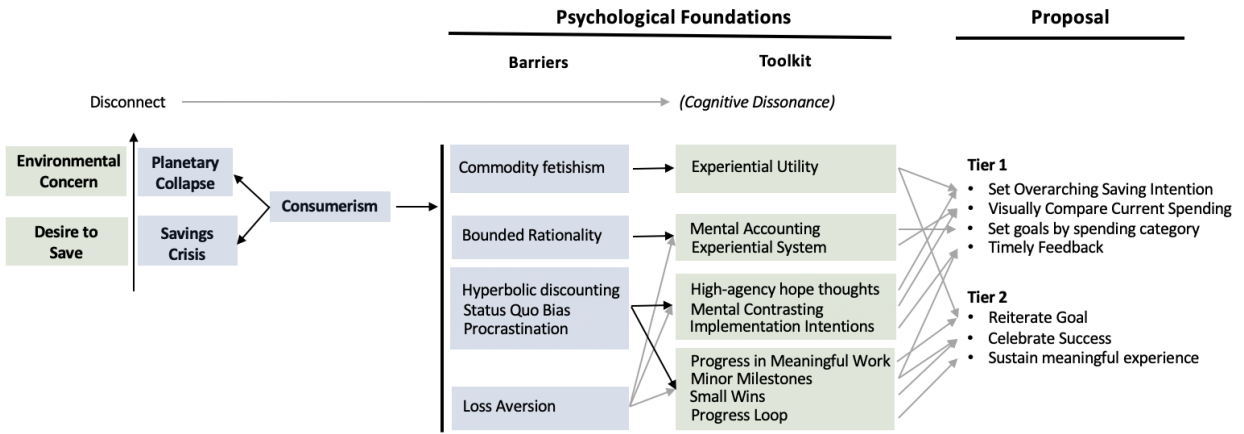 Psychological Foundations
Proposal
Barriers
Toolkit
Disconnect
(Cognitive Dissonance)
Environmental
Concern
Desire to
Save
Planetary
Collapse
Savings
Crisis
Consumerism
Commodity fetishism
Bounded Rationality
Hyperbolic discounting
Status Quo Bias
Procrastination
Loss Aversion
Experiential Utility
Mental Accounting
Experiential System
High-agency hope thoughts
Mental Contrasting
Implementation Intentions
Progress in Meaningful Work
Minor Milestones
Small Wins
Progress Loop
Tier 1
• Set Overarching Saving Intention
• Visually Compare Current Spending
• Set goals by spending category
• Timely Feedback
Tier 2
• Reiterate Goal
• Celebrate Success
• Sustain meaningful experience